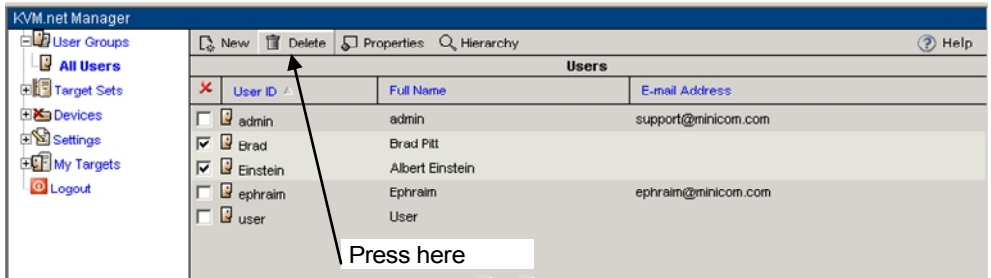 KVM.net Manager
User Groups
All Users
Target Sets
Devices
Settings
My Targets
Logout
New Delete Properties Hierarchy ? Help
Users
User ID Full Name E-mail Address
admin admin support@minicom.com
Brad Brad Pitt
Einstein Albert Einstein
ephraim Ephraim ephraim@minicom.com
user User
Press here